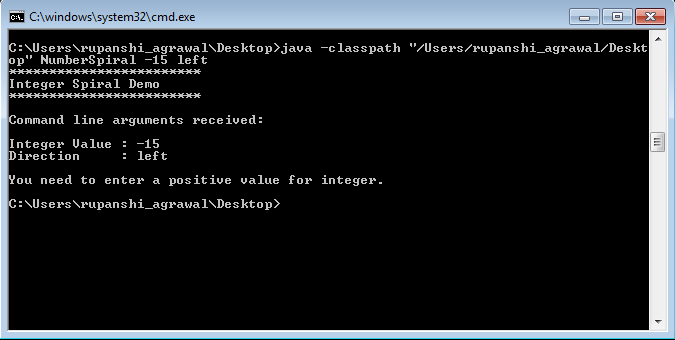 C:\windows\system32\cmd.exe
C:\Users\rupanshi_agrawal\Desktop>java -classpath "/Users/rupanshi_agrawal/Deskt
op" NumberSpiral -15 left
************************
Integer Spiral Demo
************************
Command line arguments received:
Integer Value : -15
Direction     : left
You need to enter a positive value for integer.
C:\Users\rupanshi_agrawal\Desktop>